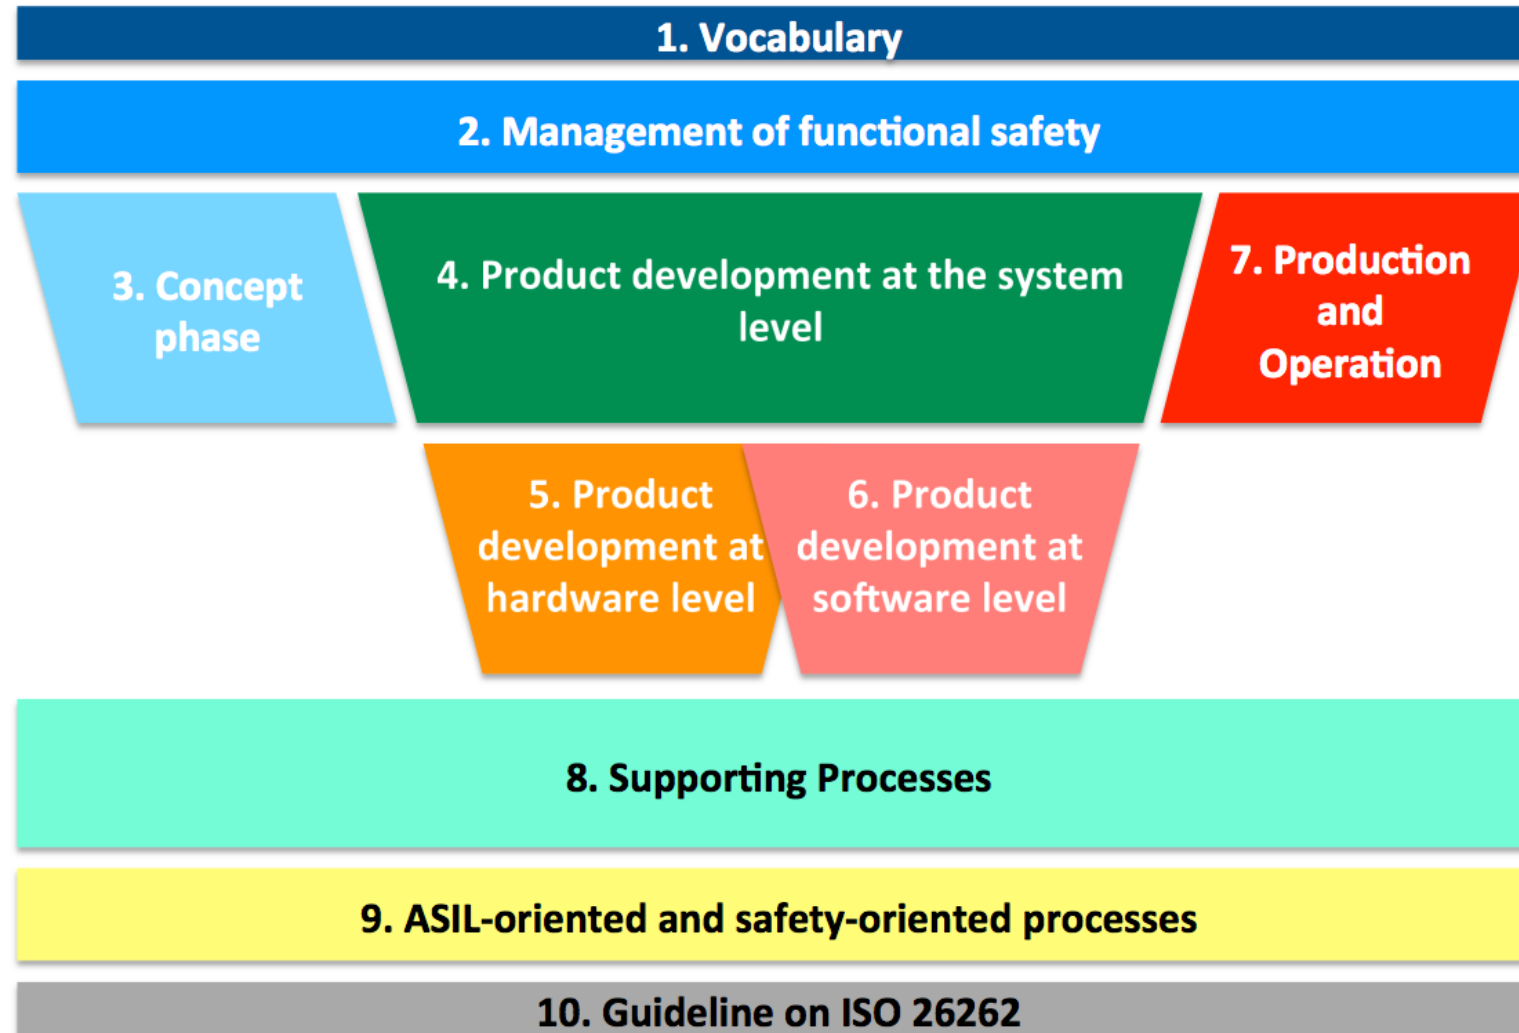 1. Vocabulary
2. Management of functional safety
3. Concept
phase
4. Product development at the system
level
7. Production
and
Operation
5. Product
development at
hardware level
6. Product
development at
software level
8. Supporting Processes
9. ASIL-oriented and safety-oriented processes
10. Guideline on ISO 26262